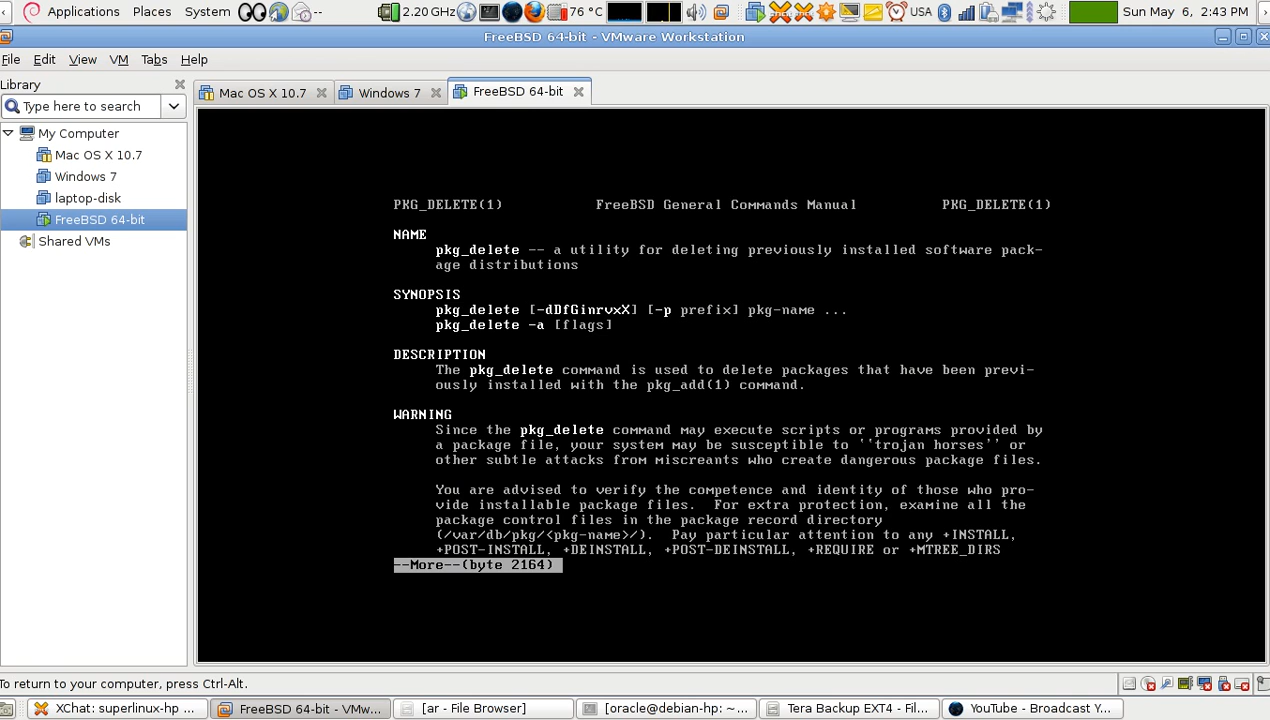 Applications Places System 2.20 GHz -- 76 °C USA Sun May 6, 2:43 PM
FreeBSD 64-bit - VMware Workstation
File Edit View VM Tabs Help
Library
Type here to search
Mac OS X 10.7 Windows 7 FreeBSD 64-bit
My Computer
Mac OS X 10.7
Windows 7
laptop-disk
FreeBSD 64-bit
Shared VMs
PKG_DELETE(1) FreeBSD General Commands Manual PKG_DELETE(1)
NAME
pkg_delete -- a utility for deleting previously installed software pack-
age distributions
SYNOPSIS
pkg_delete [-dDfGinrvxX] [-p prefix] pkg-name ...
pkg_delete -a [flags]
DESCRIPTION
The pkg_delete command is used to delete packages that have been previ-
ously installed with the pkg_add(1) command.
WARNING
Since the pkg_delete command may execute scripts or programs provided by
a package file, your system may be susceptible to ``trojan horses'' or
other subtle attacks from miscreants who create dangerous package files.
You are advised to verify the competence and identity of those who pro-
vide installable package files. For extra protection, examine all the
package control files in the package record directory
(/var/db/pkg/<pkg-name>/). Pay particular attention to any +INSTALL,
+POST-INSTALL, +DEINSTALL, +POST-DEINSTALL, +REQUIRE or +MTREE_DIRS
--More--(byte 2164)
To return to your computer, press Ctrl-Alt.
XChat: superlinux-hp ... FreeBSD 64-bit - VMw... [ar - File Browser] [oracle@debian-hp: ~... Tera Backup EXT4 - Fil... YouTube - Broadcast Y...